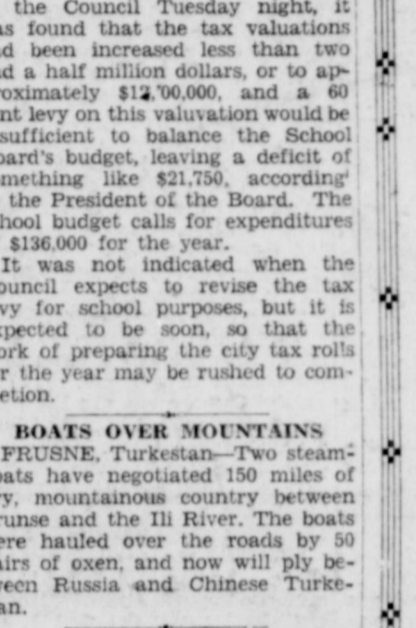 the Council Tuesday night, it
as found that the tax valuations
d been increased less than two
d a half million dollars, or to ap-
roximately $12,'00,000, and a 60
nt levy on this valuvation would be
sufficient to balance the School
oard's budget, leaving a deficit of
mething like $21,750, according'
the President of the Board. The
hool budget calls for expenditures
$136,000 for the year.
It was not indicated when the
ouncil expects to revise the tax
vy for school purposes, but it is
xpected to be soon, so that the
ork of preparing the city tax rolls
r the year may be rushed to com-
etion.
BOATS OVER MOUNTAINS
FRUSNE, Turkestan—Two steam-
oats have negotiated 150 miles of
y, mountainous country between
runse and the Ili River. The boats
ere hauled over the roads by 50
airs of oxen, and now will ply be-
ween Russia and Chinese Turke-
an.